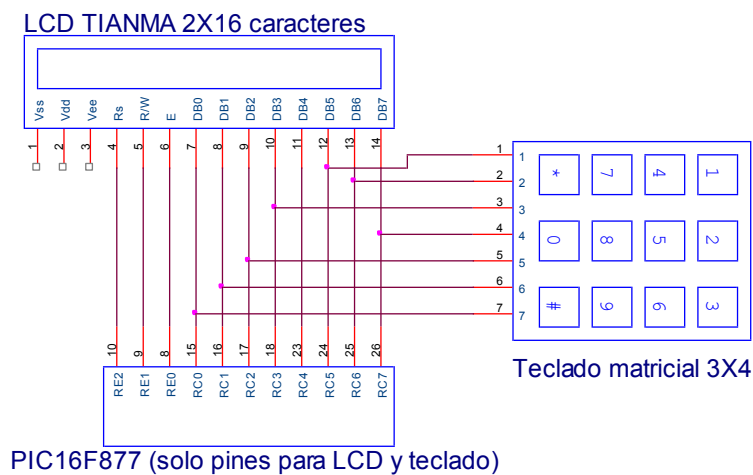 LCD TIANMA 2X16 caracteres
Vss Vdd Vee Rs R/W E DB0 DB1 DB2 DB3 DB4 DB5 DB6 DB7
1 2 3 4 5 6 7 8 9 10 11 12 13 14
1 1
2 2
3 3
4 4
5 5
6 6
7 7
* 7 4 1
0 8 5 2
# 9 6 3
Teclado matricial 3X4
10 9 8 15 16 17 18 23 24 25 26
RE2 RE1 RE0 RC0 RC1 RC2 RC3 RC4 RC5 RC6 RC7
PIC16F877 (solo pines para LCD y teclado)